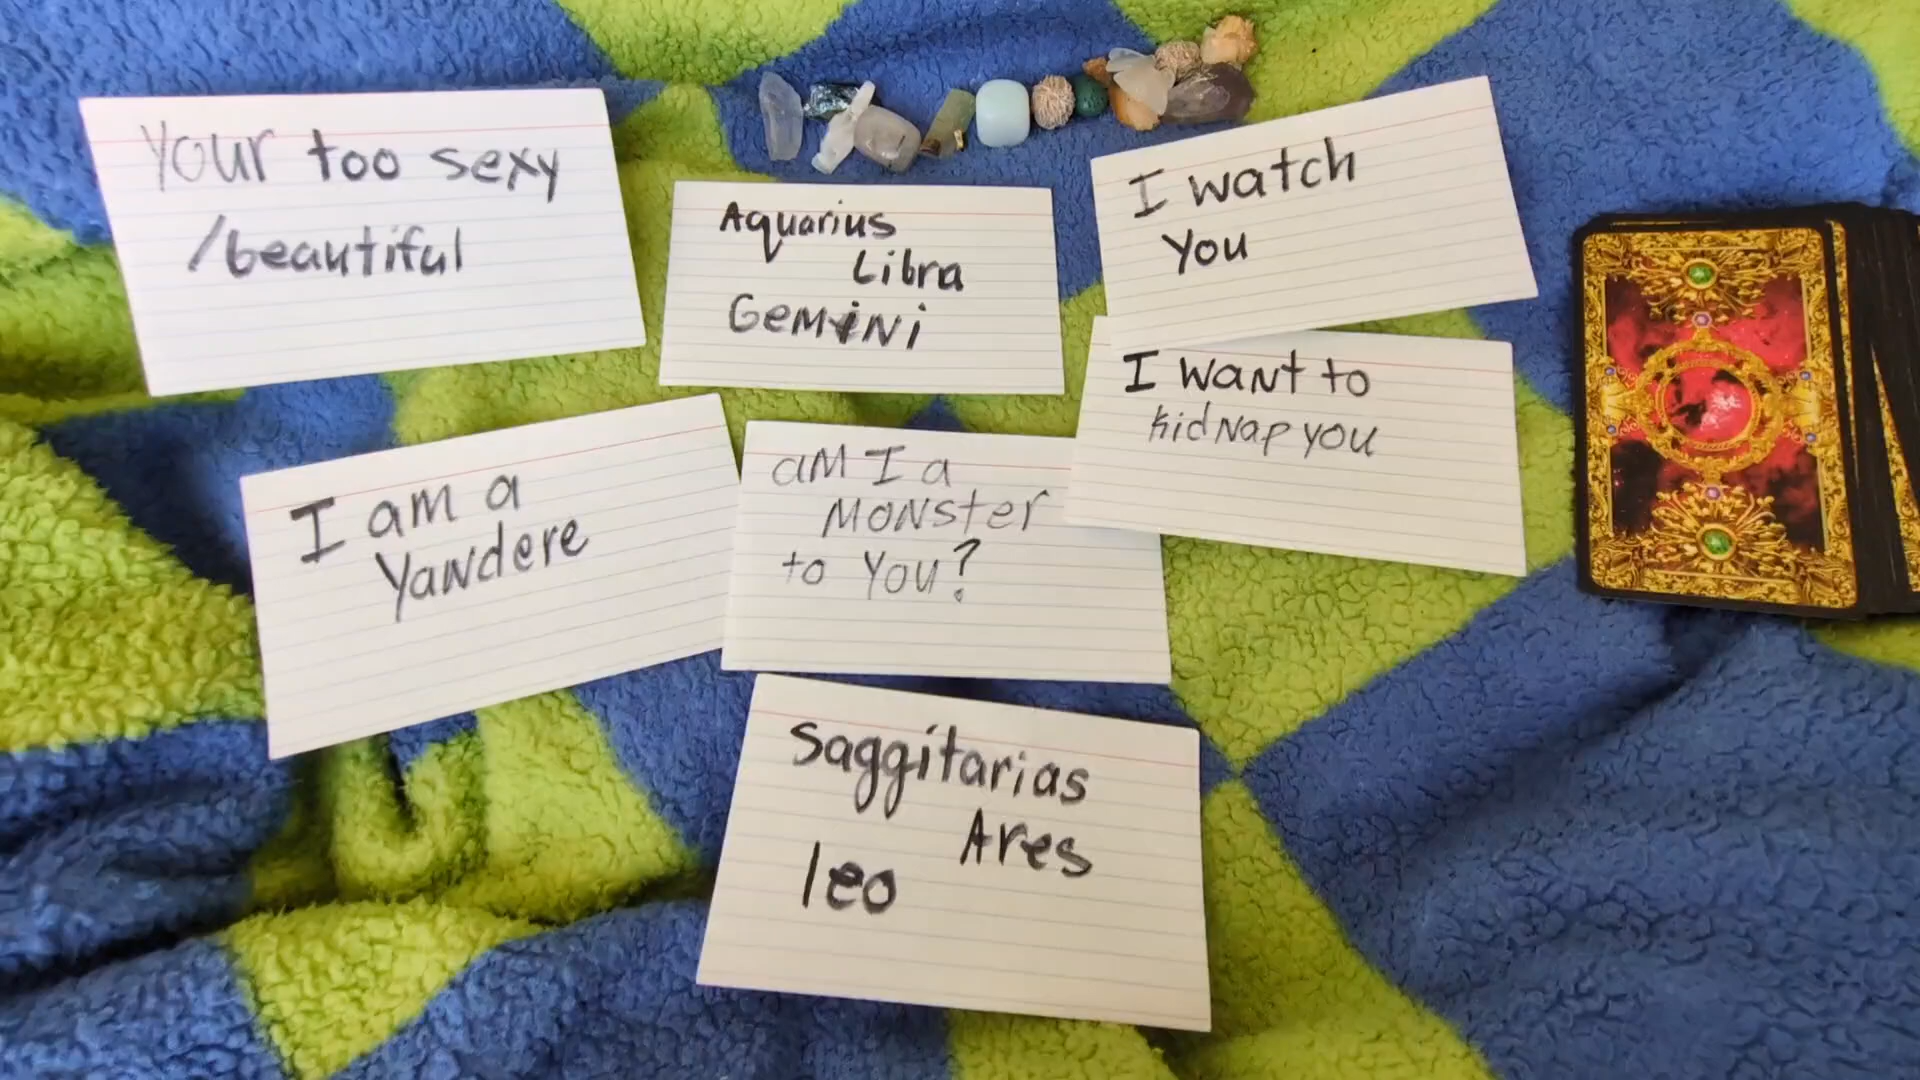 Your too sexy
/beautiful
Aquarius
Libra
Gemini
I watch
You
I want to
kidnap you
I am a
Yandere
am I a
Monster
to You?
Saggitarias
Ares
leo